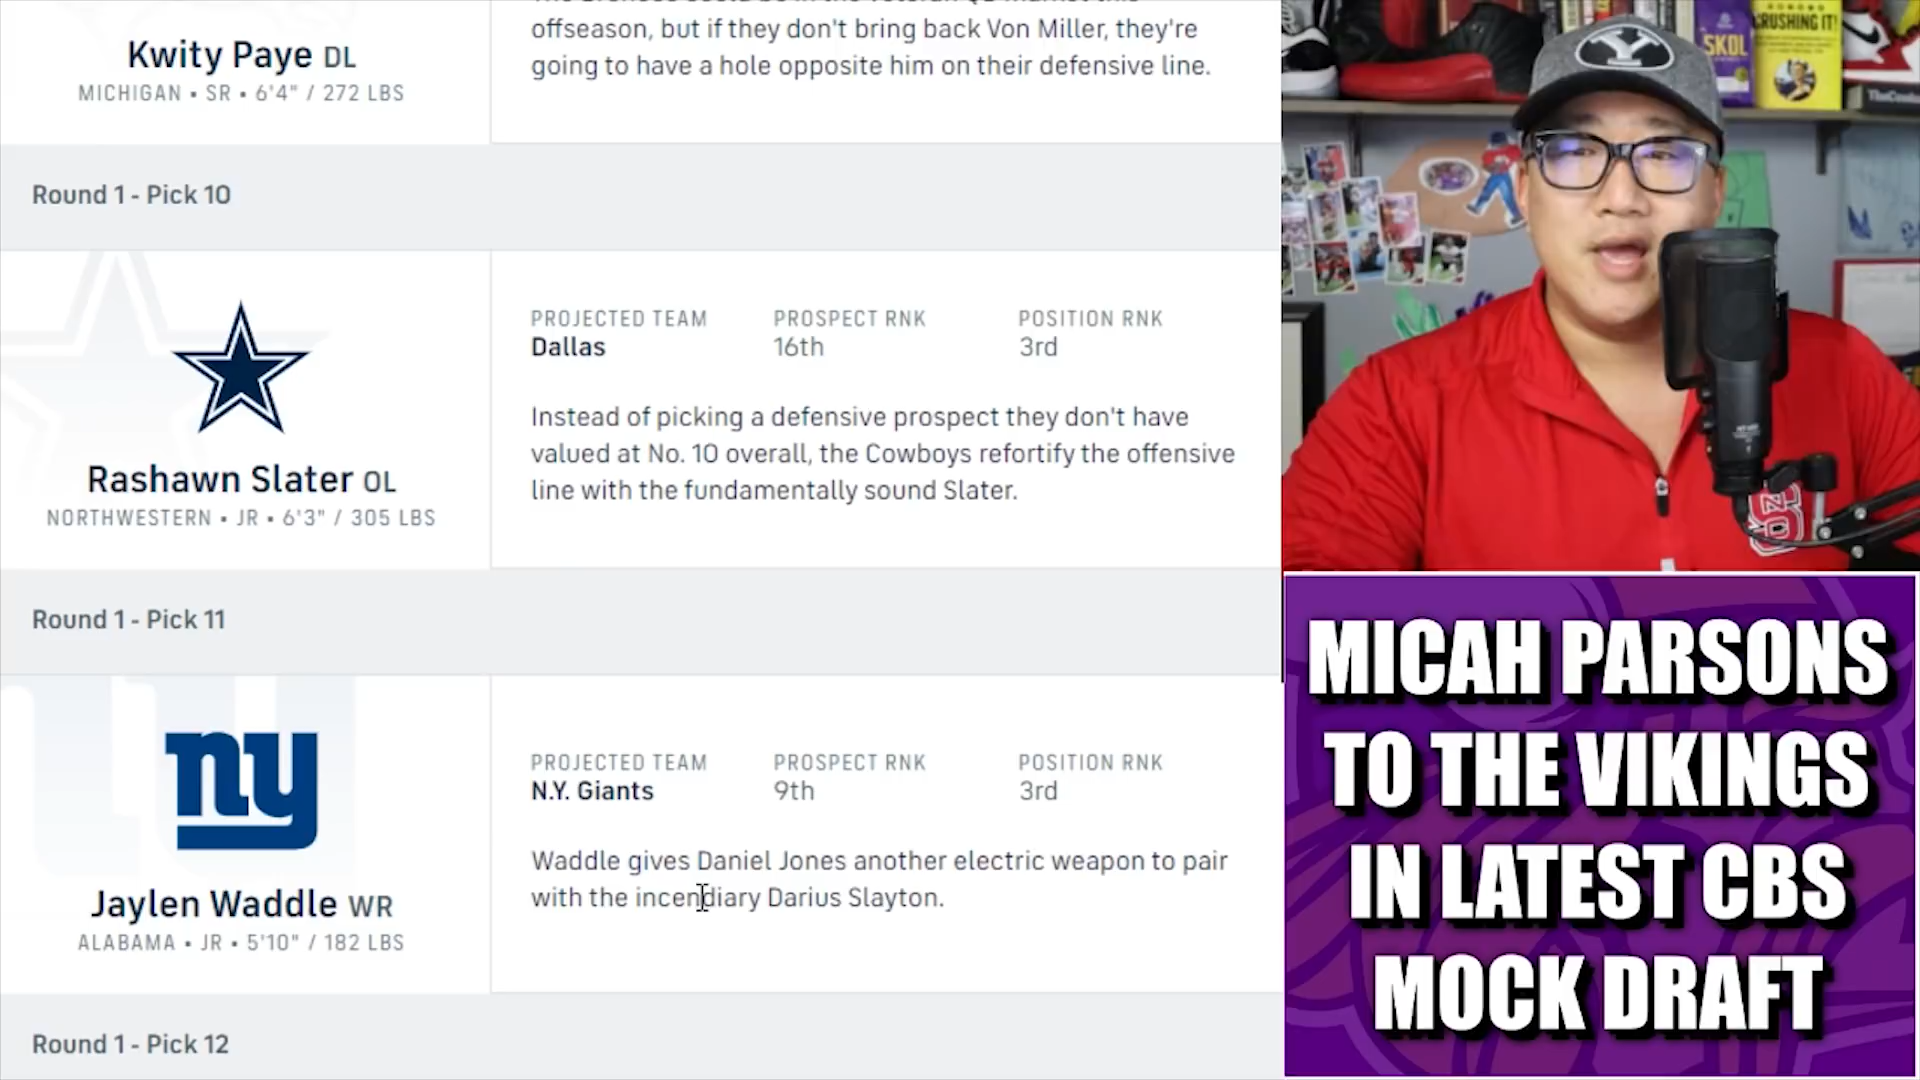 Kwity Paye DL
MICHIGAN • SR • 6'4" / 272 LBS
offseason, but if they don't bring back Von Miller, they're
going to have a hole opposite him on their defensive line.
Round 1 - Pick 10
Rashawn Slater OL
NORTHWESTERN • JR • 6'3" / 305 LBS
PROJECTED TEAM
Dallas
PROSPECT RNK
16th
POSITION RNK
3rd
Instead of picking a defensive prospect they don't have
valued at No. 10 overall, the Cowboys refortify the offensive
line with the fundamentally sound Slater.
Round 1 - Pick 11
ny
Jaylen Waddle WR
ALABAMA • JR • 5'10" / 182 LBS
PROJECTED TEAM
N.Y. Giants
PROSPECT RNK
9th
POSITION RNK
3rd
Waddle gives Daniel Jones another electric weapon to pair
with the incendiary Darius Slayton.
Round 1 - Pick 12
SKOL
CRUSHING IT!
Y
NCS
MICAH PARSONS
TO THE VIKINGS
IN LATEST CBS
MOCK DRAFT